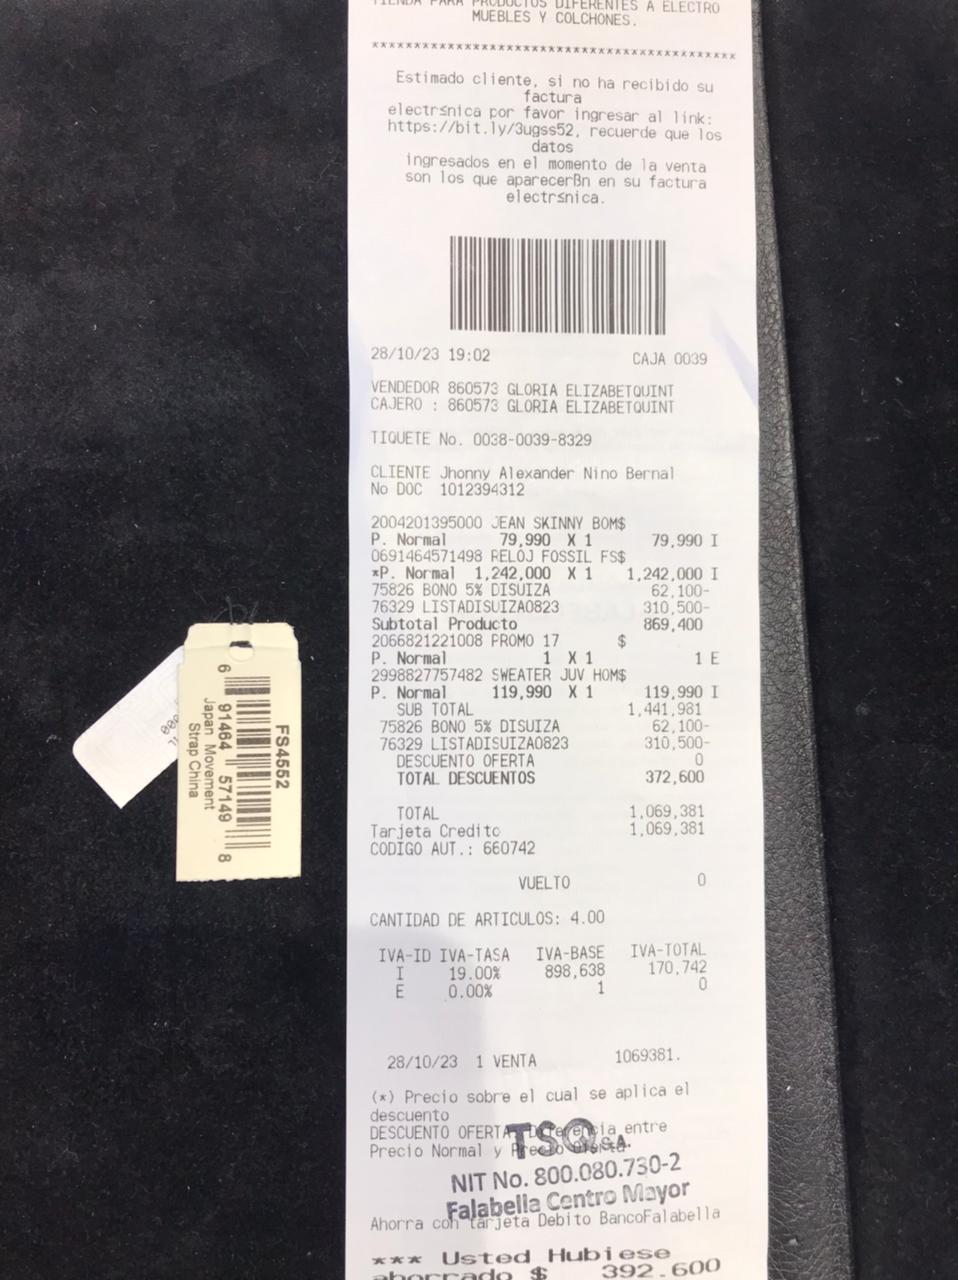 TIENDA PARA PRODUCTOS DIFERENTES A ELECTRO
MUEBLES Y COLCHONES.
********************************************
Estimado cliente, si no ha recibido su
factura
electr≤nica por favor ingresar al link:
https://bit.ly/3ugss52, recuerde que los
datos
ingresados en el momento de la venta
son los que aparecerßn en su factura
electr≤nica.
28/10/23 19:02 CAJA 0039
VENDEDOR 860573 GLORIA ELIZABETQUINT
CAJERO : 860573 GLORIA ELIZABETQUINT
TIQUETE No. 0038-0039-8329
CLIENTE Jhonny Alexander Nino Bernal
No DOC 1012394312
2004201395000 JEAN SKINNY BOM$
P. Normal 79,990 X 1 79,990 I
0691464571498 RELOJ FOSSIL FS$
*P. Normal 1,242,000 X 1 1,242,000 I
75826 BONO 5% DISUIZA 62,100-
76329 LISTADISUIZA0823 310,500-
Subtotal Producto 869,400
2066821221008 PROMO 17 $
P. Normal 1 X 1 1 E
2998827757482 SWEATER JUV HOM$
P. Normal 119,990 X 1 119,990 I
SUB TOTAL 1,441,981
75826 BONO 5% DISUIZA 62,100-
76329 LISTADISUIZA0823 310,500-
DESCUENTO OFERTA 0
TOTAL DESCUENTOS 372,600
TOTAL 1,069,381
Tarjeta Credito 1,069,381
CODIGO AUT.: 660742
VUELTO 0
CANTIDAD DE ARTICULOS: 4.00
IVA-ID IVA-TASA IVA-BASE IVA-TOTAL
I 19.00% 898,638 170,742
E 0.00% 1 0
28/10/23 1 VENTA 1069381.
(*) Precio sobre el cual se aplica el
descuento
DESCUENTO OFERTA: Diferencia entre
Precio Normal y Precio Oferta
TSO S.A.
NIT No. 800.080.730-2
Falabella Centro Mayor
Ahorra con tarjeta Debito BancoFalabella
*** Usted Hubiese
ahorrado $ 392.600
FS4552
6 91464 57149 8
Japan Movement
Strap China